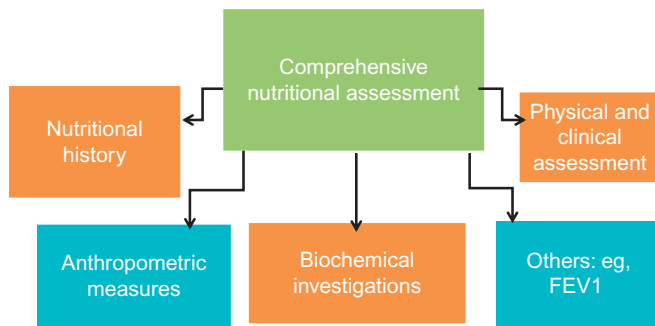 Comprehensive
nutritional assessment
Nutritional
history
Physical and
clinical
assessment
Anthropometric
measures
Biochemical
investigations
Others: eg,
FEV1